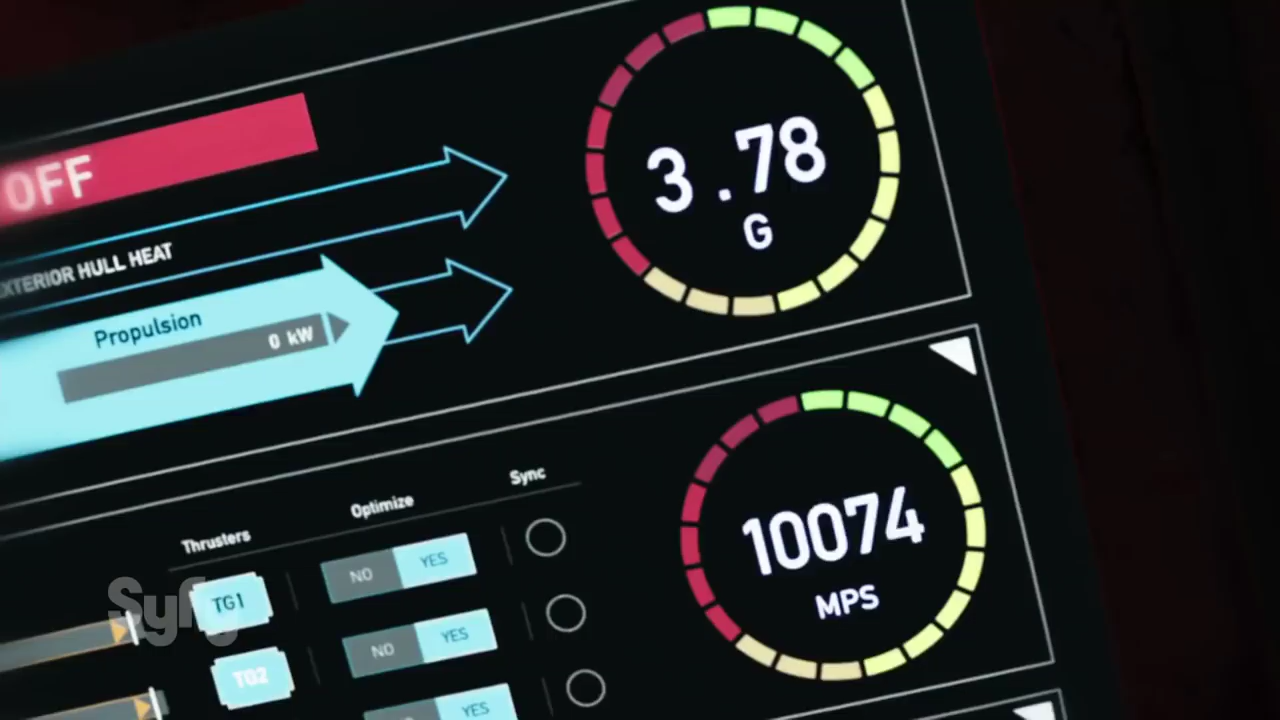 OFF
EXTERIOR HULL HEAT
Propulsion
0 kW
3.78
G
Thrusters
Optimize
Sync
TG1
NO
YES
TG2
NO
YES
NO
YES
10074
MPS
Syfy